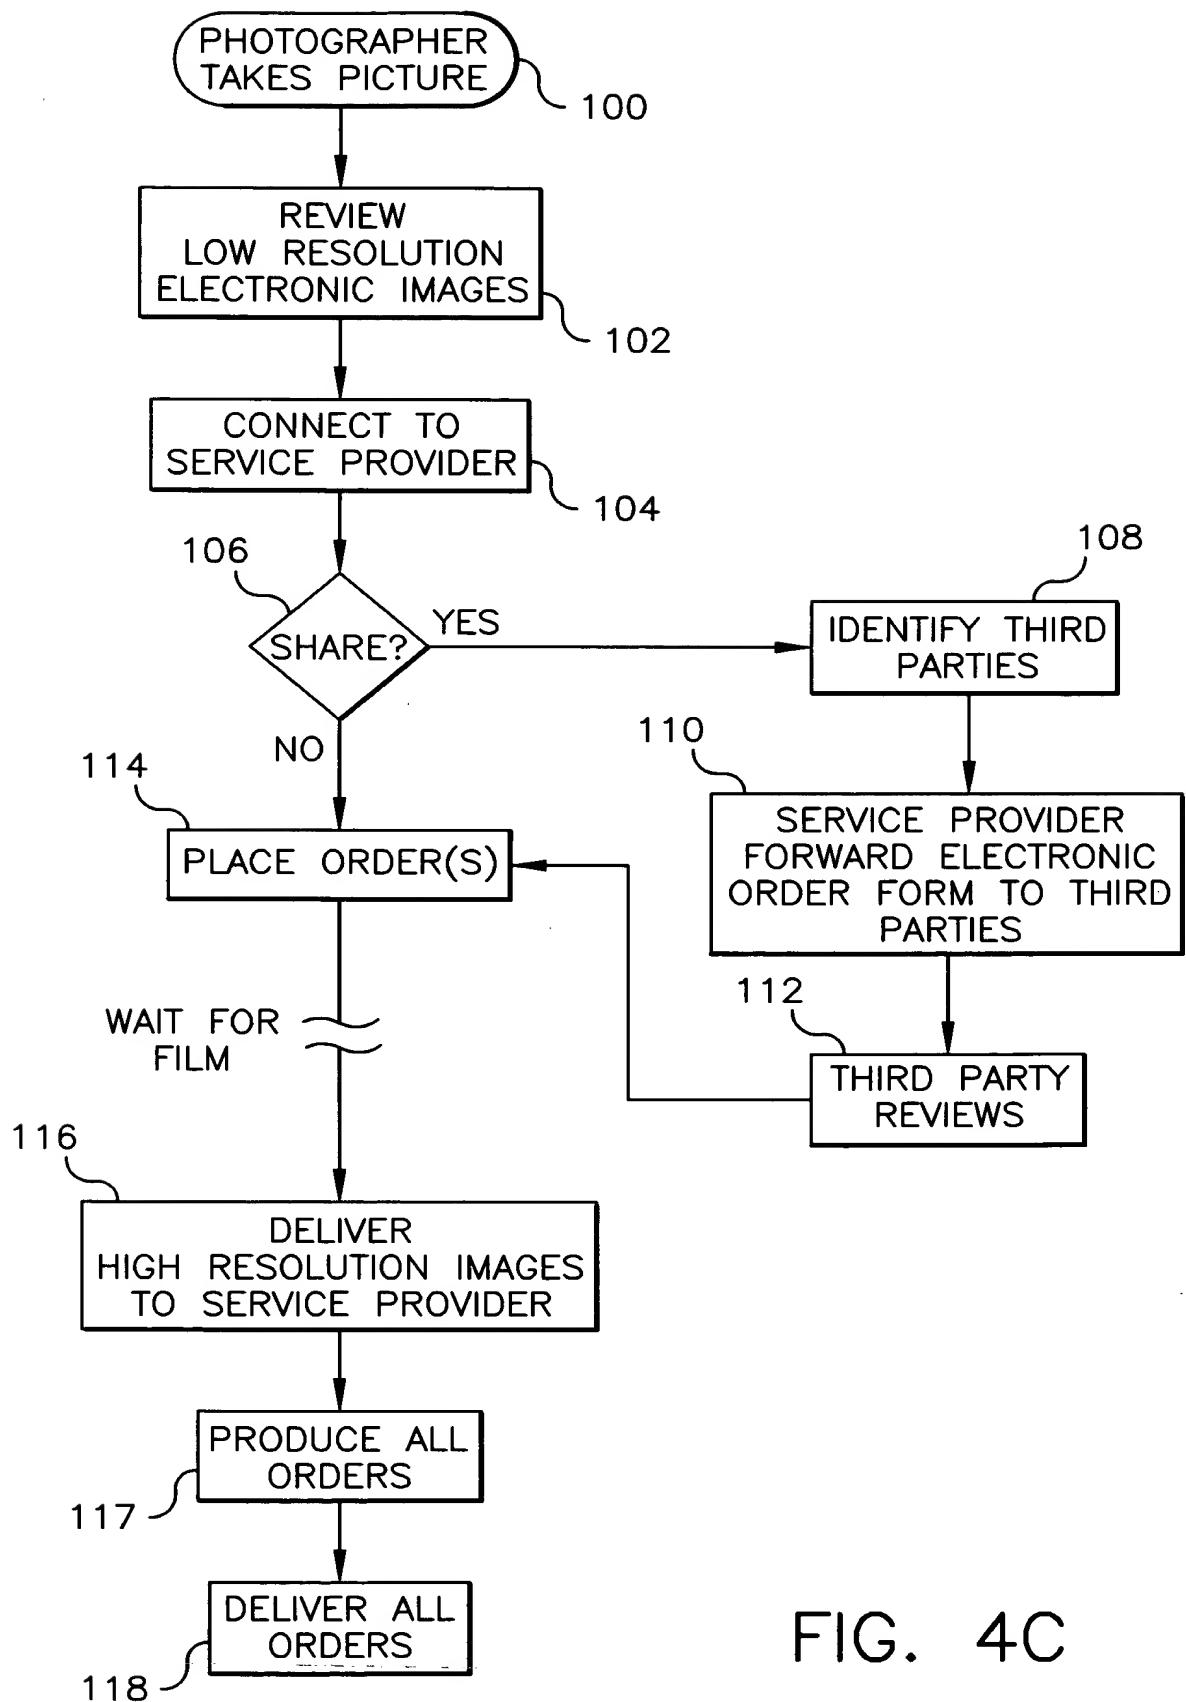 PHOTOGRAPHER
TAKES PICTURE
100
REVIEW
LOW RESOLUTION
ELECTRONIC IMAGES
102
CONNECT TO
SERVICE PROVIDER
104
106
SHARE?
YES
NO
108
IDENTIFY THIRD
PARTIES
110
SERVICE PROVIDER
FORWARD ELECTRONIC
ORDER FORM TO THIRD
PARTIES
112
THIRD PARTY
REVIEWS
114
PLACE ORDER(S)
WAIT FOR
FILM
116
DELIVER
HIGH RESOLUTION IMAGES
TO SERVICE PROVIDER
PRODUCE ALL
ORDERS
117
DELIVER ALL
ORDERS
118
FIG. 4C